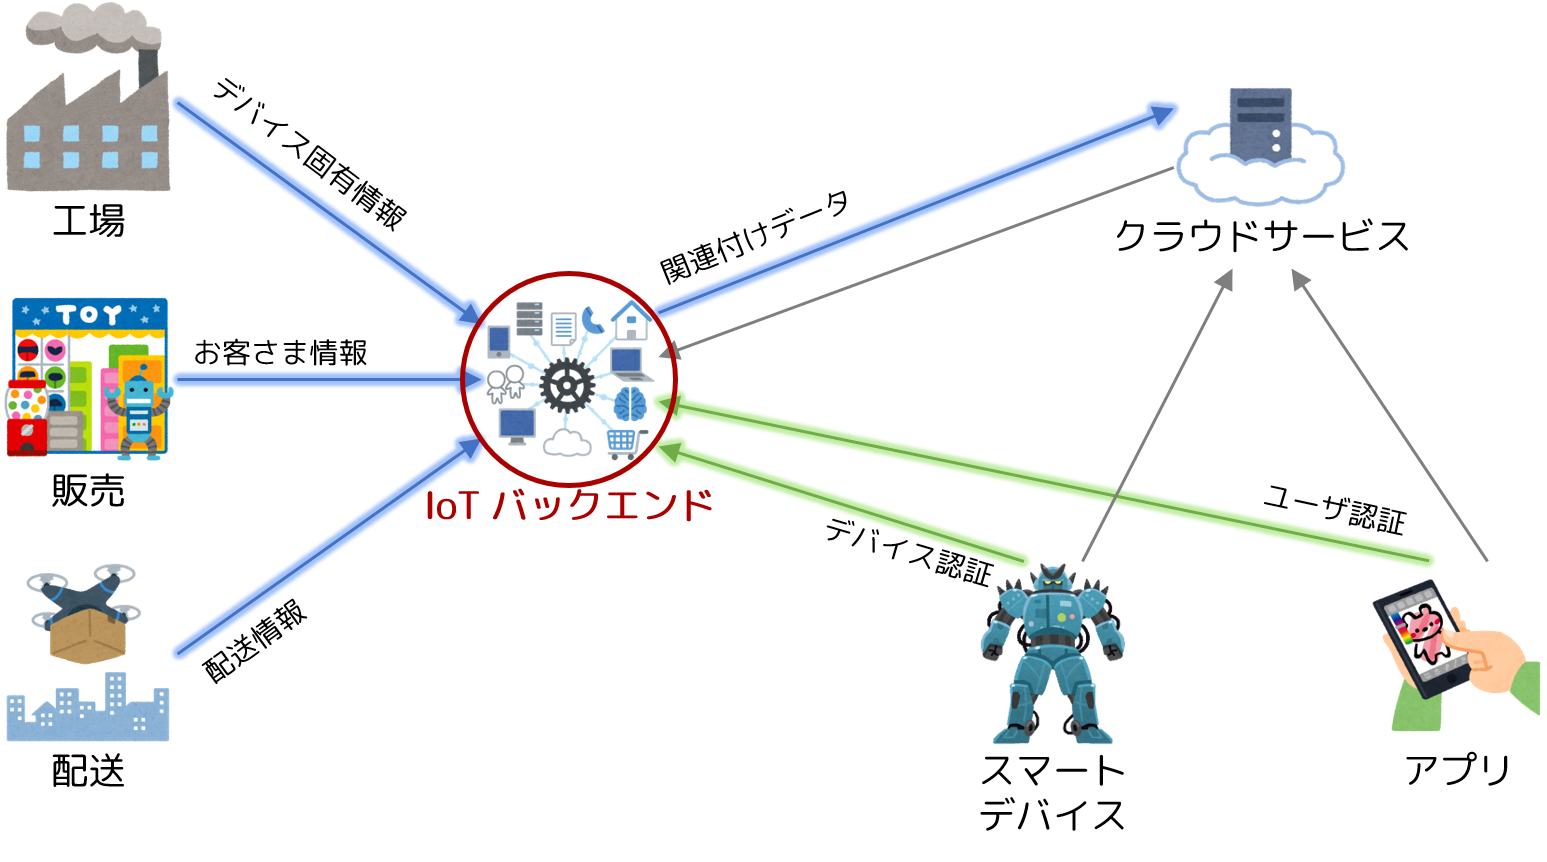 デバイス固有情報
工場
関連付けデータ
クラウドサービス
TOY
お客さま情報
販売
IoT バックエンド
ユーザ認証
デバイス認証
配送情報
配送
スマート
デバイス
アプリ